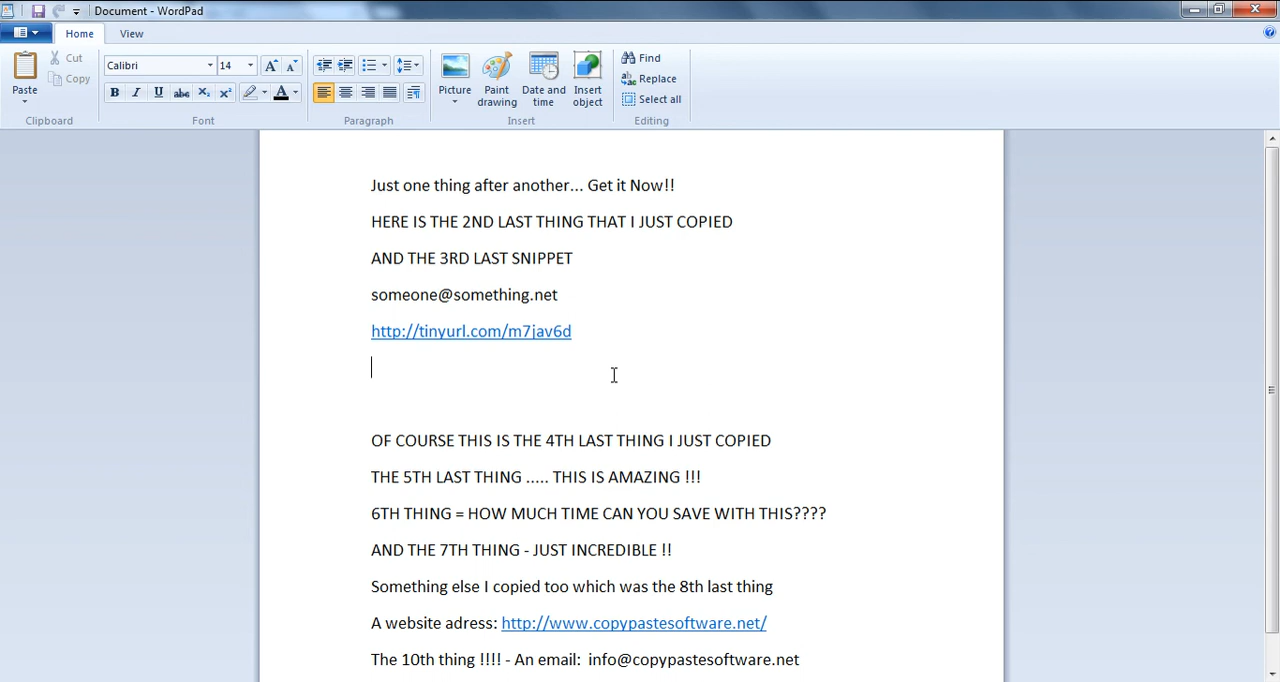 Document - WordPad
Home View
Paste
Cut
Copy
Clipboard
Calibri 14
B I U abc X₂ X² A
Font
Paragraph
Picture
Paint drawing
Date and time
Insert object
Insert
Find
Replace
Select all
Editing
Just one thing after another... Get it Now!!
HERE IS THE 2ND LAST THING THAT I JUST COPIED
AND THE 3RD LAST SNIPPET
someone@something.net
http://tinyurl.com/m7jav6d
OF COURSE THIS IS THE 4TH LAST THING I JUST COPIED
THE 5TH LAST THING ..... THIS IS AMAZING !!!
6TH THING = HOW MUCH TIME CAN YOU SAVE WITH THIS????
AND THE 7TH THING - JUST INCREDIBLE !!
Something else I copied too which was the 8th last thing
A website adress: http://www.copypastesoftware.net/
The 10th thing !!!! - An email:  info@copypastesoftware.net